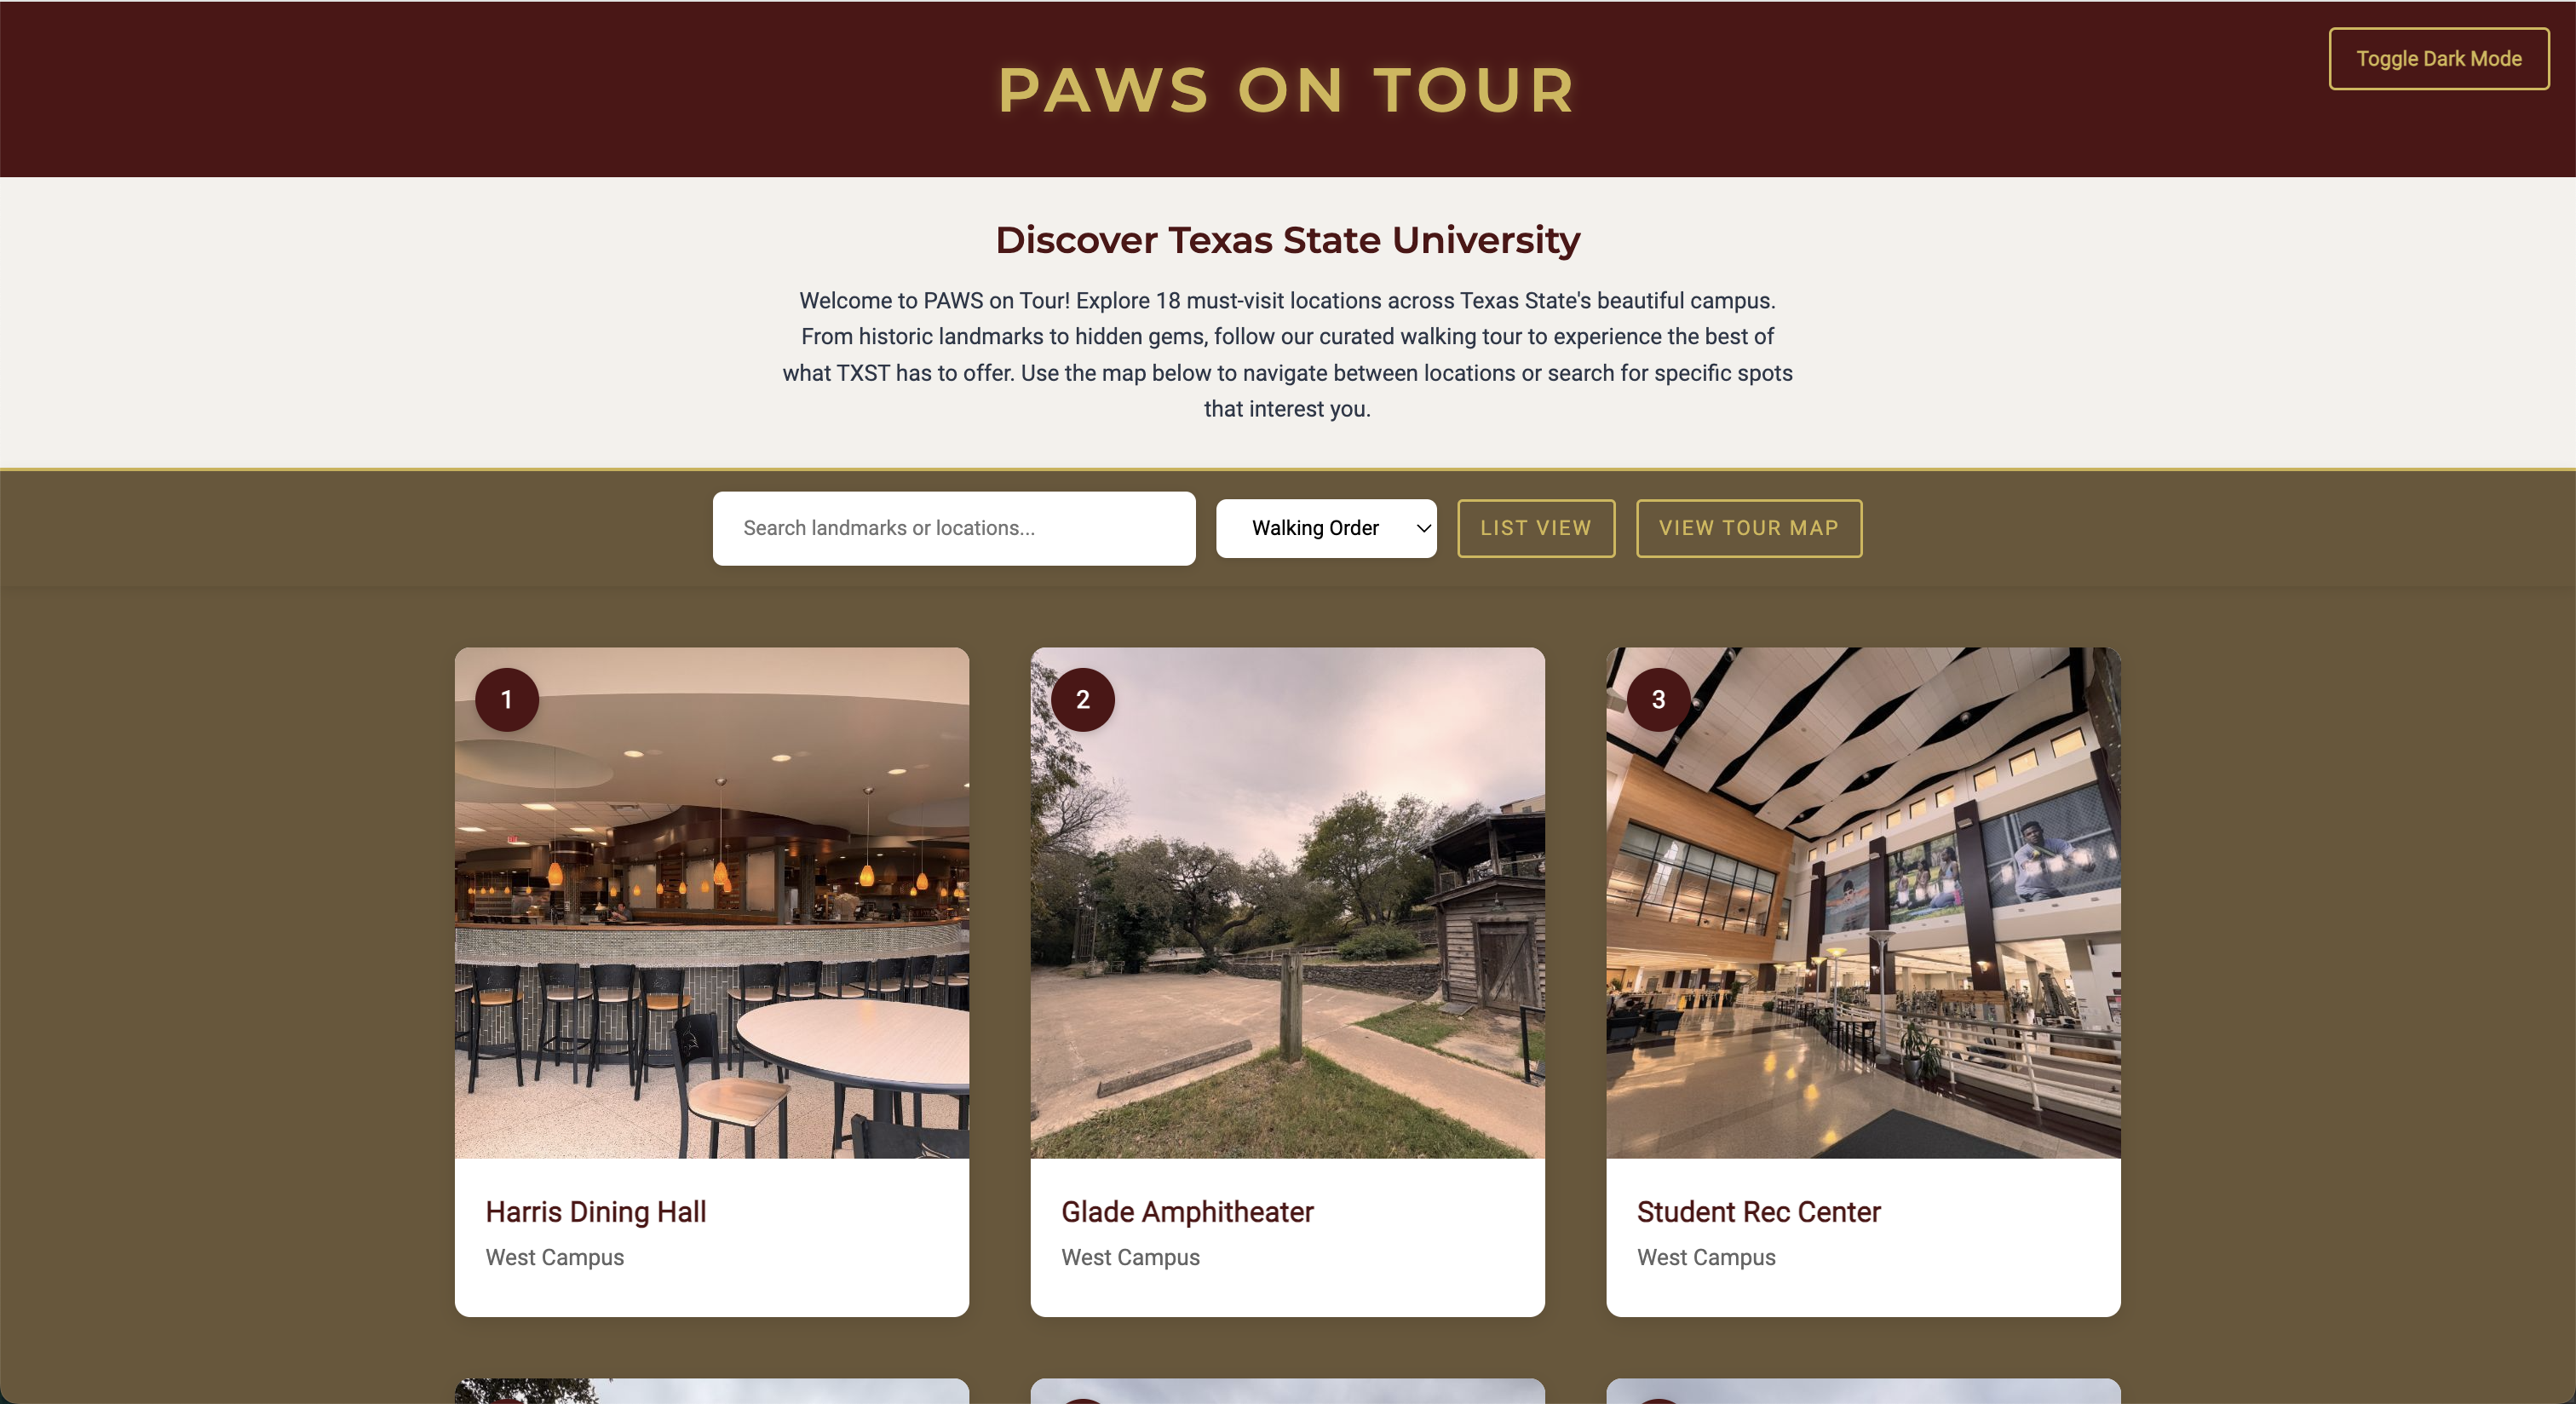 PAWS ON TOUR
Toggle Dark Mode
Discover Texas State University
Welcome to PAWS on Tour! Explore 18 must-visit locations across Texas State's beautiful campus.
From historic landmarks to hidden gems, follow our curated walking tour to experience the best of
what TXST has to offer. Use the map below to navigate between locations or search for specific spots
that interest you.
Search landmarks or locations...
Walking Order
LIST VIEW
VIEW TOUR MAP
1
2
3
Harris Dining Hall
West Campus
Glade Amphitheater
West Campus
Student Rec Center
West Campus